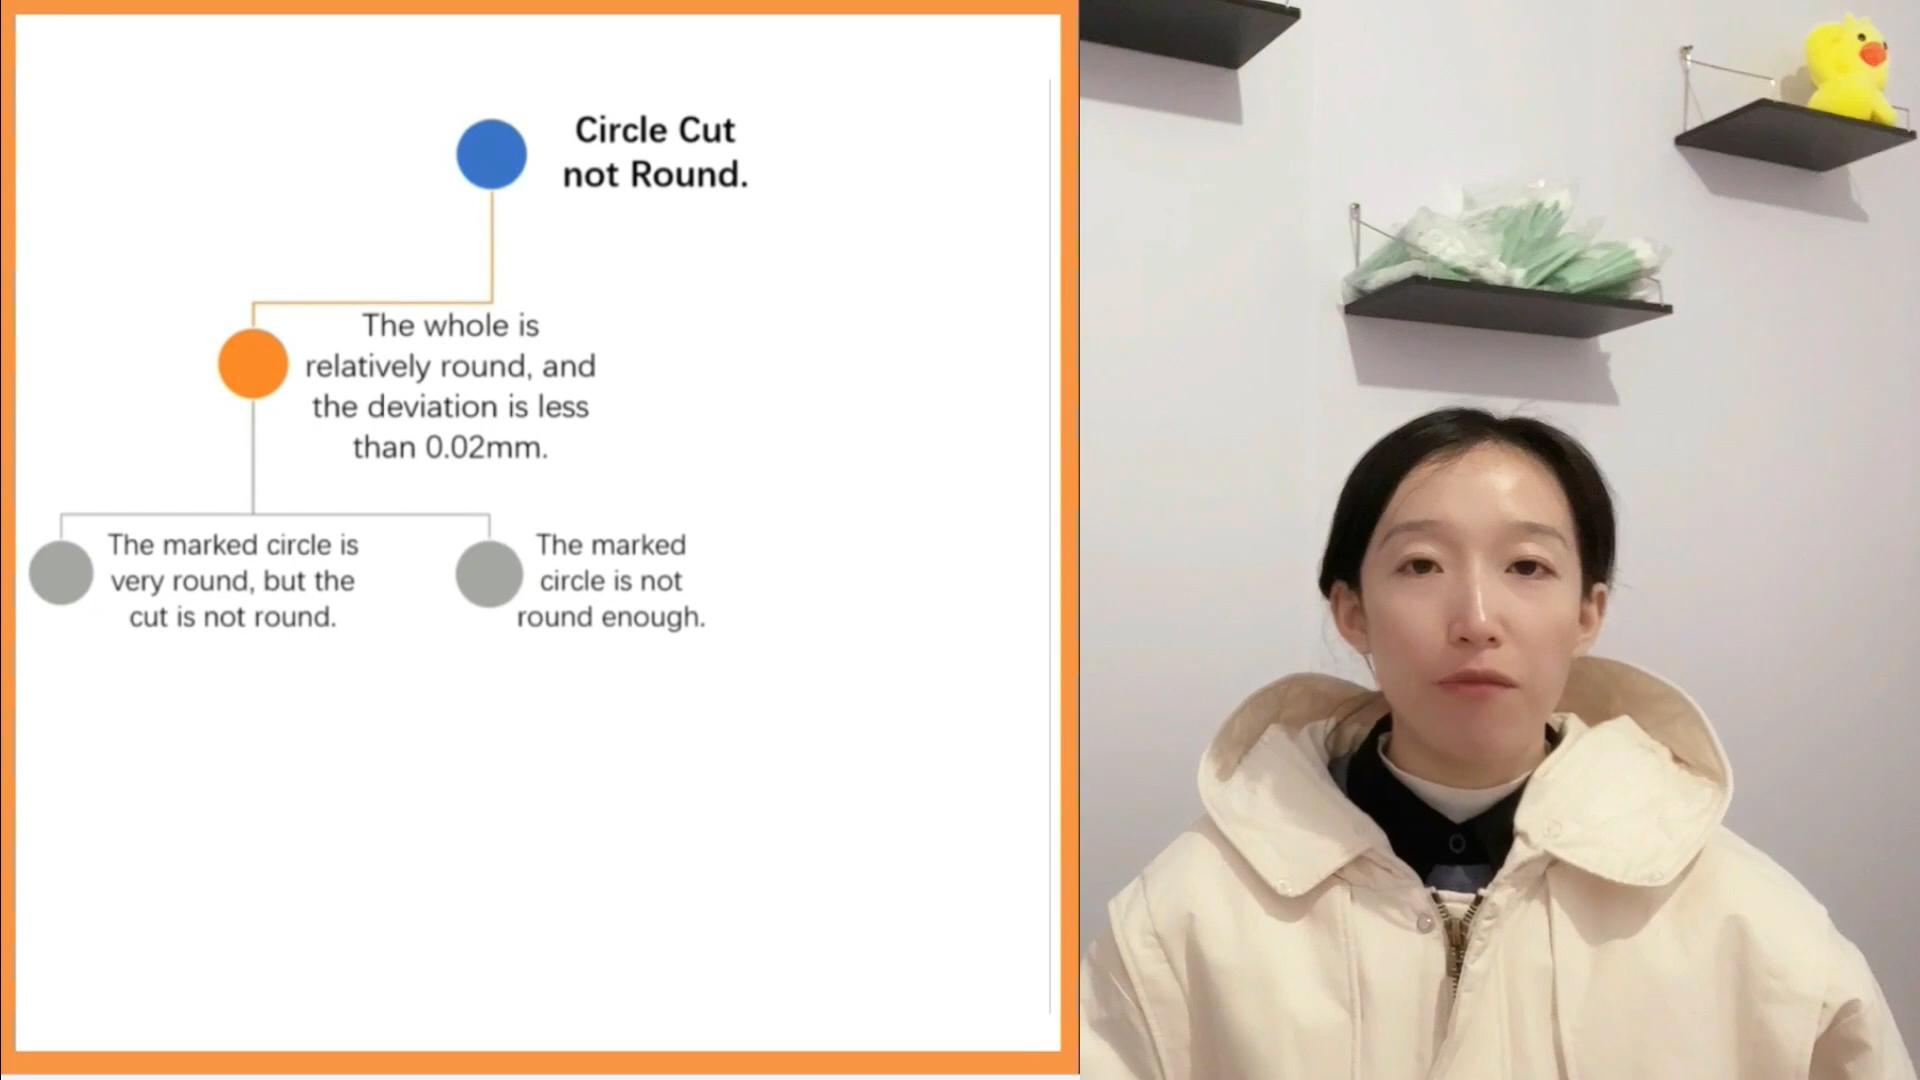 Circle Cut
not Round.
The whole is
relatively round, and
the deviation is less
than 0.02mm.
The marked circle is
very round, but the
cut is not round.
The marked
circle is not
round enough.